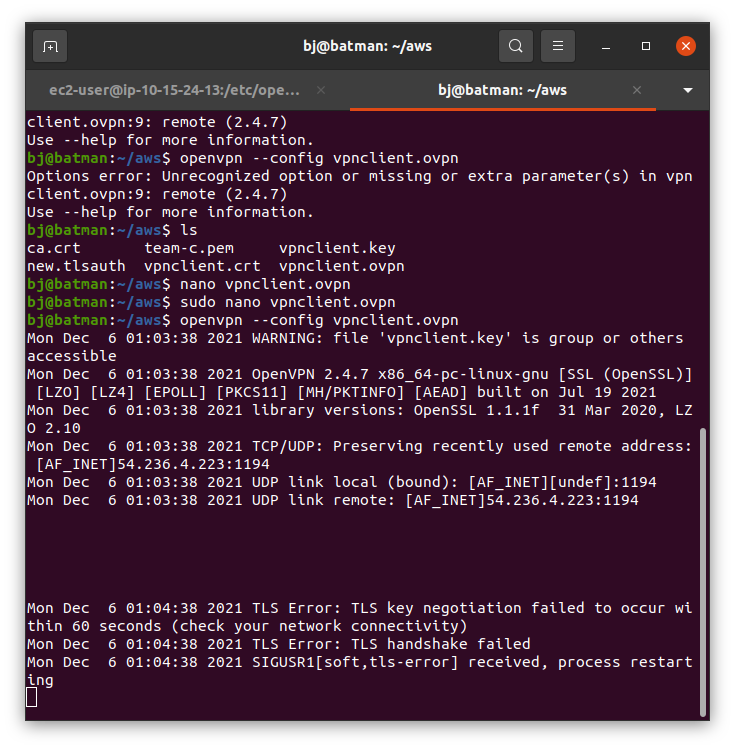 bj@batman: ~/aws
ec2-user@ip-10-15-24-13:/etc/ope…
bj@batman: ~/aws
client.ovpn:9: remote (2.4.7)
Use --help for more information.
bj@batman:~/aws$ openvpn --config vpnclient.ovpn
Options error: Unrecognized option or missing or extra parameter(s) in vpn
client.ovpn:9: remote (2.4.7)
Use --help for more information.
bj@batman:~/aws$ ls
ca.crt       team-c.pem     vpnclient.key
new.tlsauth  vpnclient.crt  vpnclient.ovpn
bj@batman:~/aws$ nano vpnclient.ovpn
bj@batman:~/aws$ sudo nano vpnclient.ovpn
bj@batman:~/aws$ openvpn --config vpnclient.ovpn
Mon Dec  6 01:03:38 2021 WARNING: file 'vpnclient.key' is group or others
accessible
Mon Dec  6 01:03:38 2021 OpenVPN 2.4.7 x86_64-pc-linux-gnu [SSL (OpenSSL)]
 [LZO] [LZ4] [EPOLL] [PKCS11] [MH/PKTINFO] [AEAD] built on Jul 19 2021
Mon Dec  6 01:03:38 2021 library versions: OpenSSL 1.1.1f  31 Mar 2020, LZ
O 2.10
Mon Dec  6 01:03:38 2021 TCP/UDP: Preserving recently used remote address:
 [AF_INET]54.236.4.223:1194
Mon Dec  6 01:03:38 2021 UDP link local (bound): [AF_INET][undef]:1194
Mon Dec  6 01:03:38 2021 UDP link remote: [AF_INET]54.236.4.223:1194
Mon Dec  6 01:04:38 2021 TLS Error: TLS key negotiation failed to occur wi
thin 60 seconds (check your network connectivity)
Mon Dec  6 01:04:38 2021 TLS Error: TLS handshake failed
Mon Dec  6 01:04:38 2021 SIGUSR1[soft,tls-error] received, process restart
ing